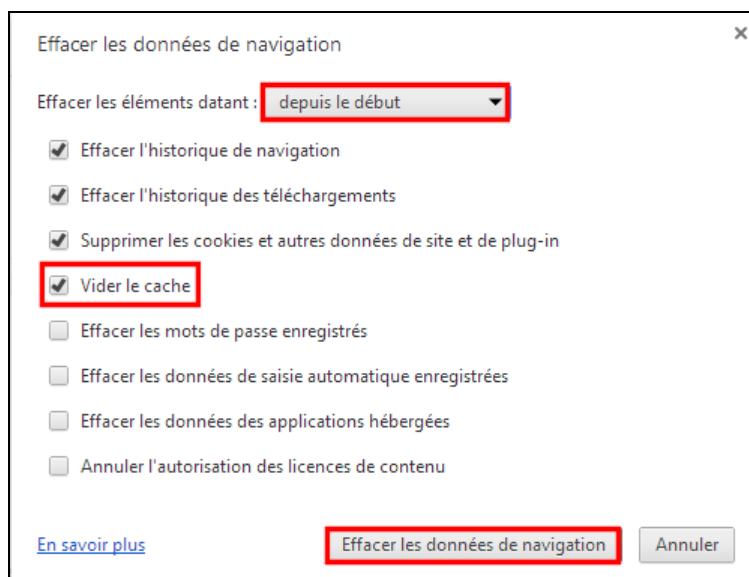 Effacer les données de navigation
Effacer les éléments datant : depuis le début
Effacer l'historique de navigation
Effacer l'historique des téléchargements
Supprimer les cookies et autres données de site et de plug-in
Vider le cache
Effacer les mots de passe enregistrés
Effacer les données de saisie automatique enregistrées
Effacer les données des applications hébergées
Annuler l'autorisation des licences de contenu
En savoir plus Effacer les données de navigation Annuler